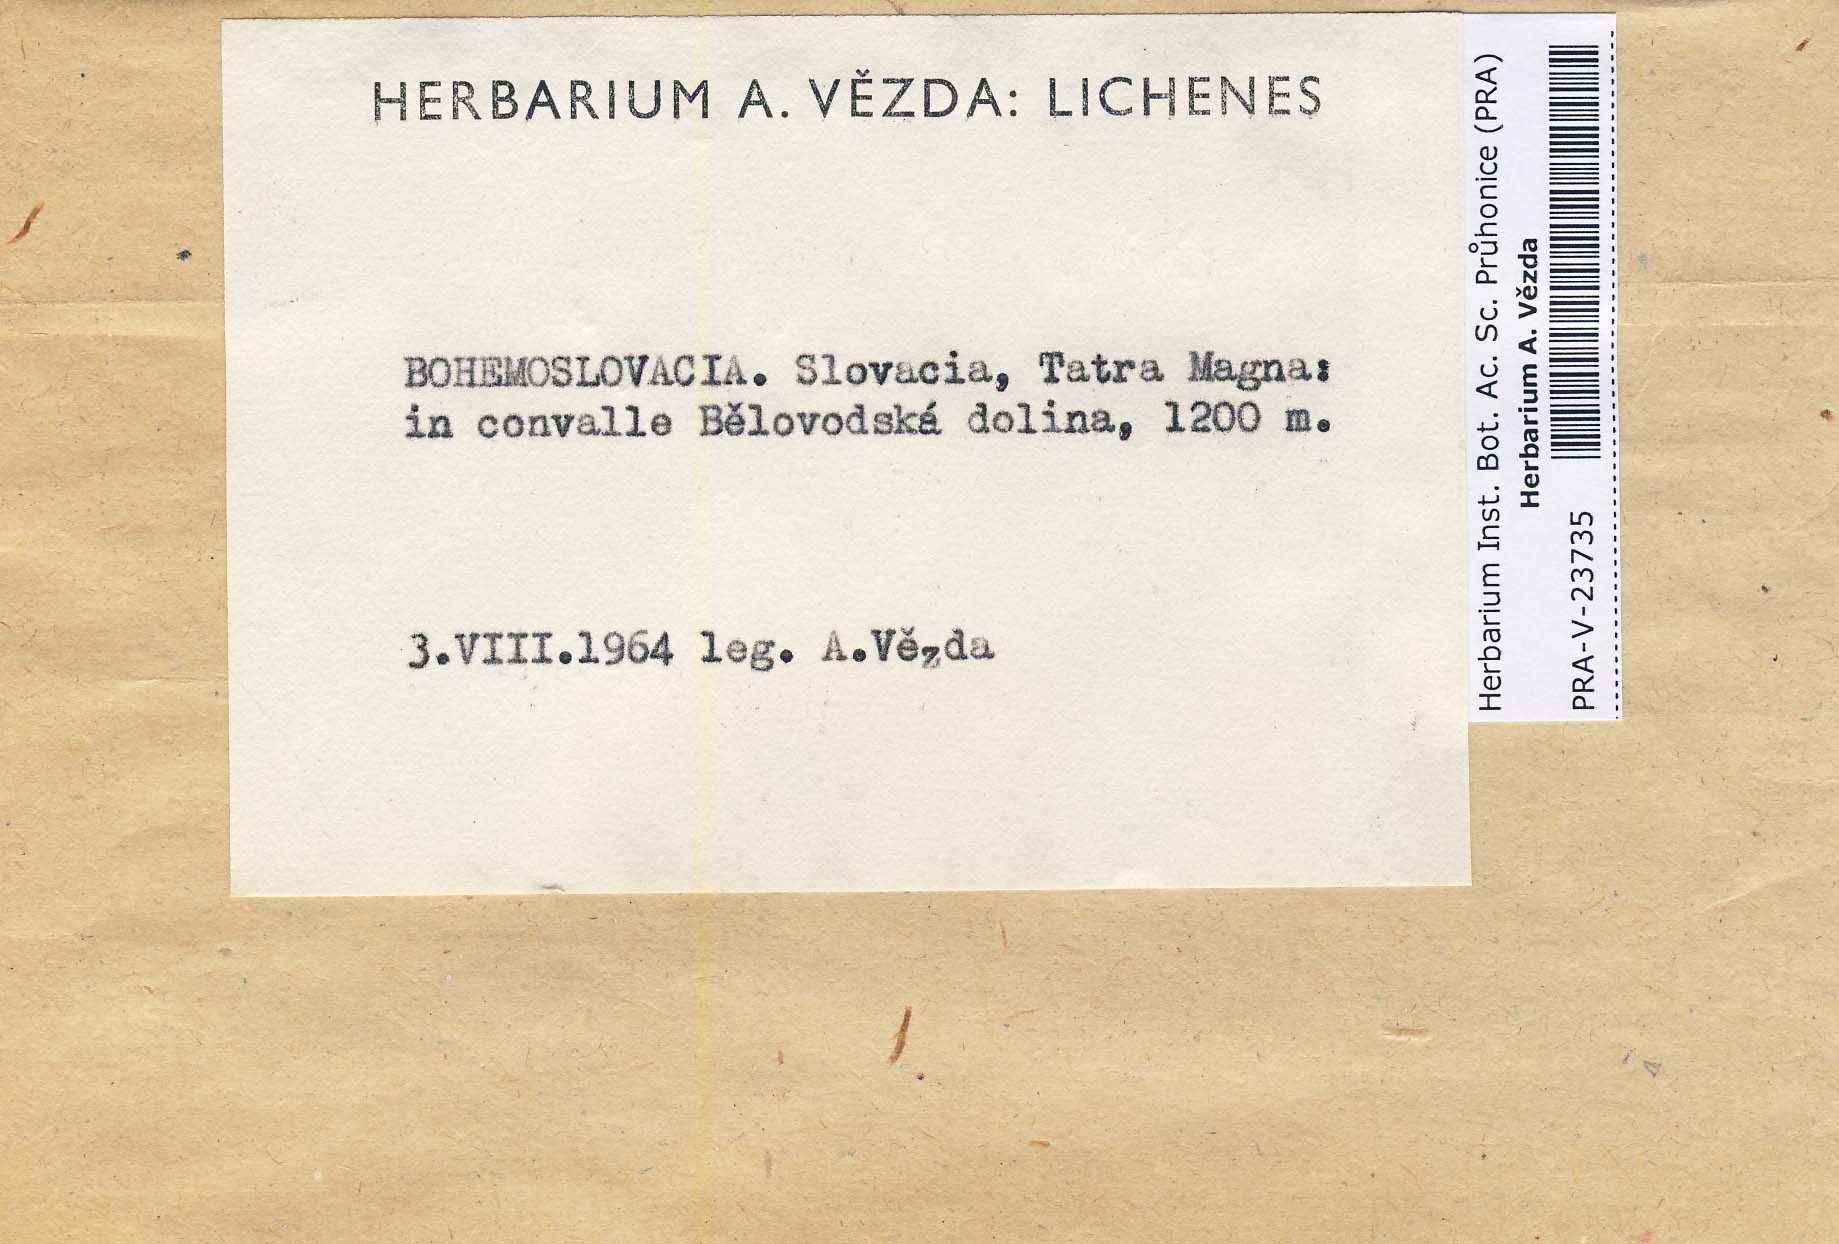 HERBARIUM A. VĚZDA: LICHENES
BOHEMOSLOVACIA. Slovacia, Tatra Magna:
in convalle Bělovodská dolina, 1200 m.
3.VIII.1964 leg. A.Vězda
Herbarium Inst. Bot. Ac. Sc. Průhonice (PRA)
Herbarium A. Vězda
PRA-V-23735